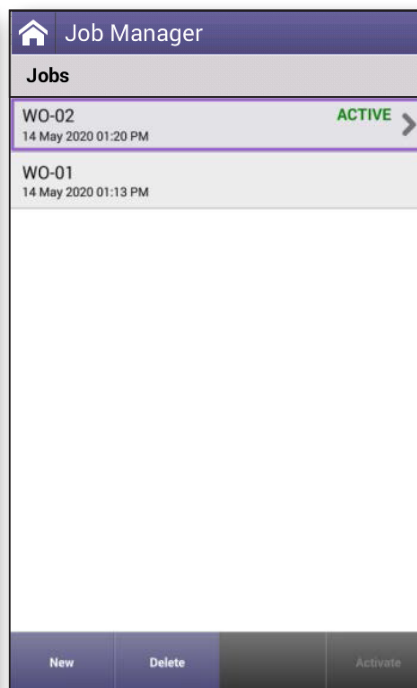 Job Manager
Jobs
WO-02 ACTIVE
14 May 2020 01:20 PM
WO-01
14 May 2020 01:13 PM
New Delete Activate